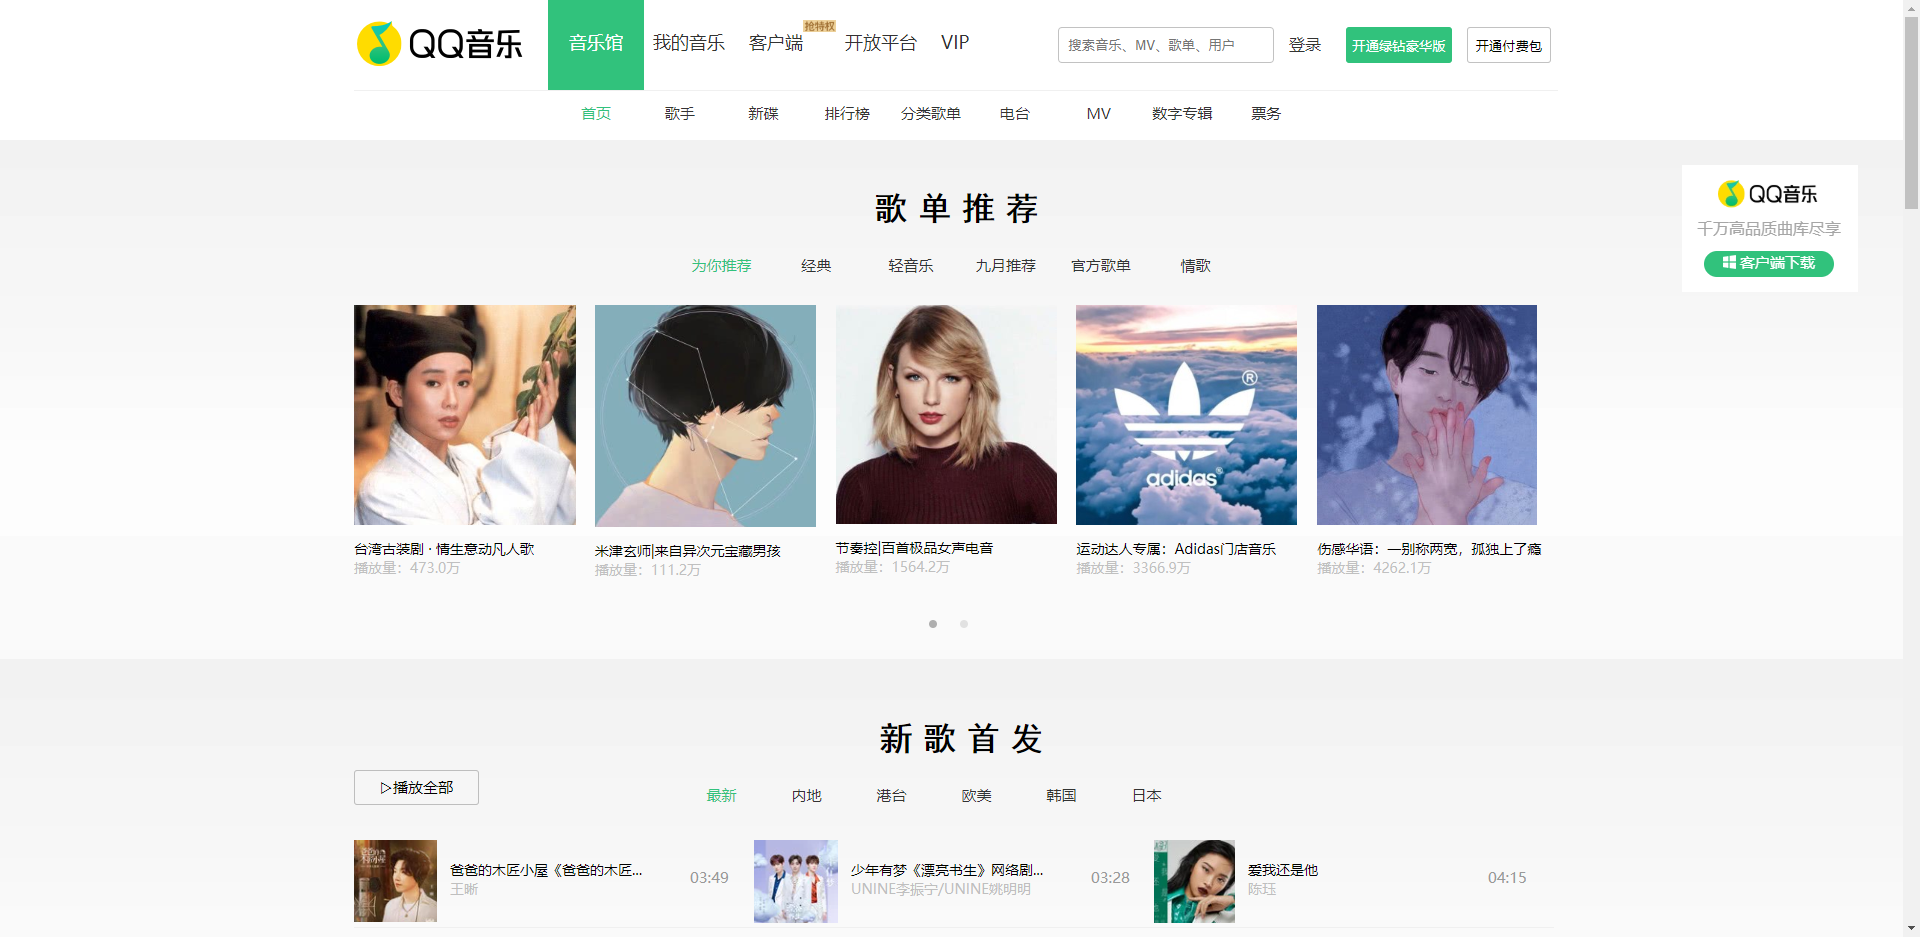 QQ音乐
音乐馆 我的音乐 客户端 抢特权 开放平台 VIP
搜索音乐、MV、歌单、用户 登录 开通绿钻豪华版 开通付费包
首页 歌手 新碟 排行榜 分类歌单 电台 MV 数字专辑 票务
QQ音乐
千万高品质曲库尽享
客户端下载
歌单推荐
为你推荐 经典 轻音乐 九月推荐 官方歌单 情歌
adidas
台湾古装剧 · 情生意动凡人歌
播放量：473.0万
米津玄师|来自异次元宝藏男孩
播放量：111.2万
节奏控|百首极品女声电音
播放量：1564.2万
运动达人专属：Adidas门店音乐
播放量：3366.9万
伤感华语：一别称两宽，孤独上了瘾
播放量：4262.1万
新歌首发
▷播放全部
最新 内地 港台 欧美 韩国 日本
爸爸的木匠小屋《爸爸的木匠...
王晰
03:49
少年有梦《漂亮书生》网络剧...
UNINE李振宁/UNINE姚明明
03:28
爱我还是他
陈珏
04:15